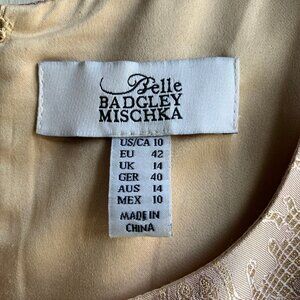 Belle
BADGLEY
MISCHKA
US/CA 10
EU 42
UK 14
GER 40
AUS 14
MEX 10
MADE IN
CHINA